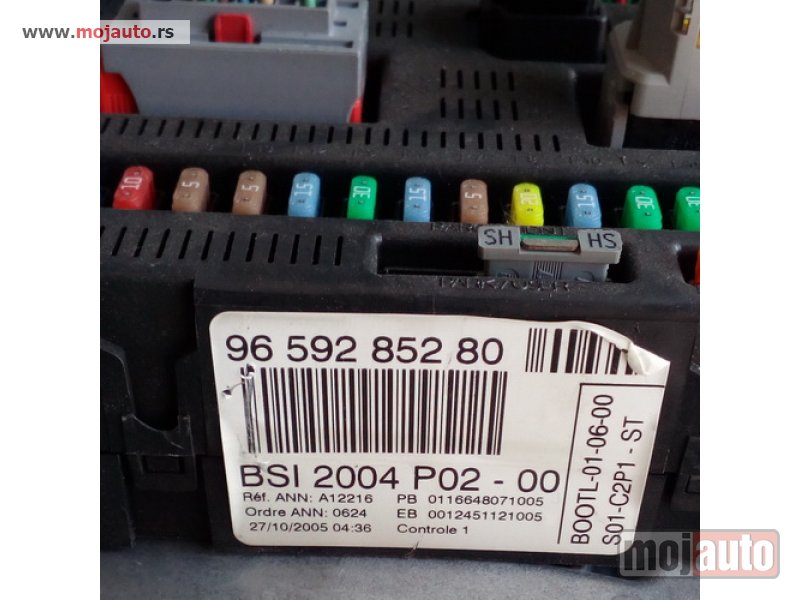 www.mojauto.rs
10 5 5 15 30 15 5 20 15 30 30
SH HS
96 592 852 80
BSI 2004 P02 - 00
Réf. ANN: A12216 PB 0116648071005
Ordre ANN: 0624 EB 0012451121005
27/10/2005 04:36 Controle 1
BOOTL-01-06-00
S01-C2P1 - ST
mojauto